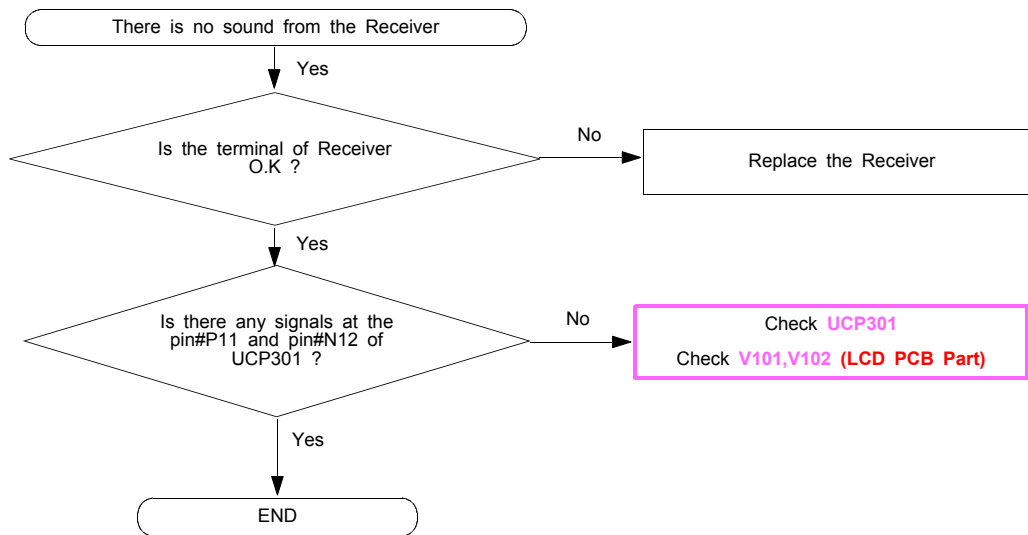 There is no sound from the Receiver
Yes
Is the terminal of Receiver
O.K ?
No
Replace the Receiver
Yes
Is there any signals at the
pin#P11 and pin#N12 of
UCP301 ?
No
Check UCP301
Check V101,V102 (LCD PCB Part)
Yes
END